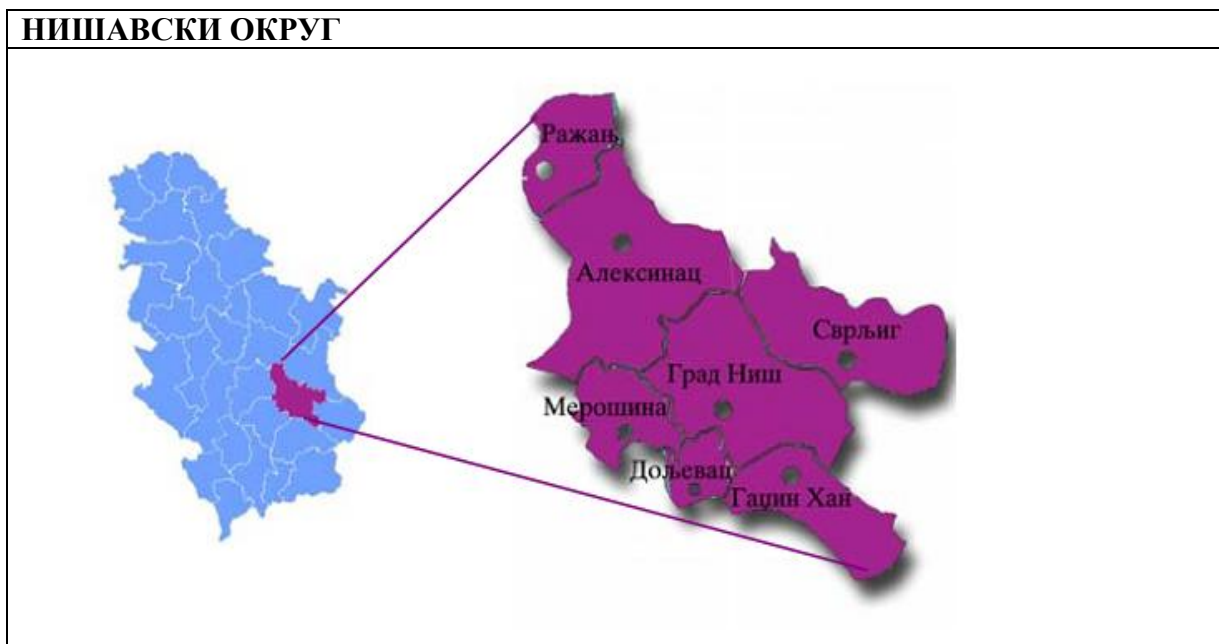 НИШАВСКИ ОКРУГ
Ражањ
Алексинац
Сврљиг
Град Ниш
Мерошина
Дољевац
Гаџин Хан